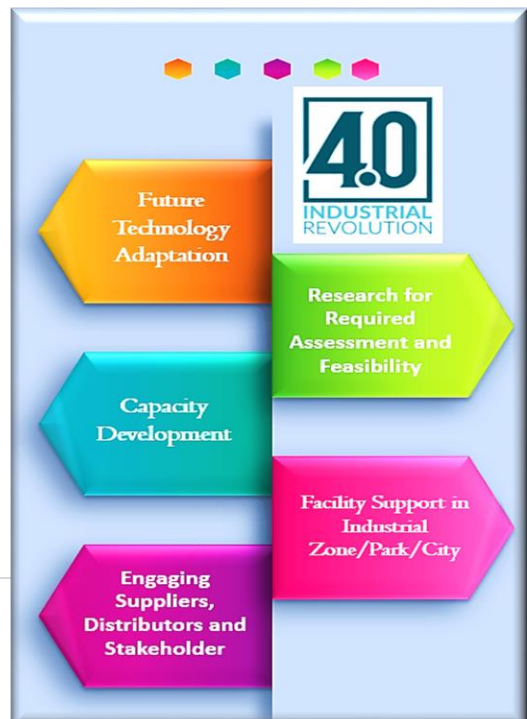 4.0
INDUSTRIAL
REVOLUTION
Future
Technology
Adaptation
Research for
Required
Assessment and
Feasibility
Capacity
Development
Facility Support in
Industrial
Zone/Park/City
Engaging
Suppliers,
Distributors and
Stakeholder